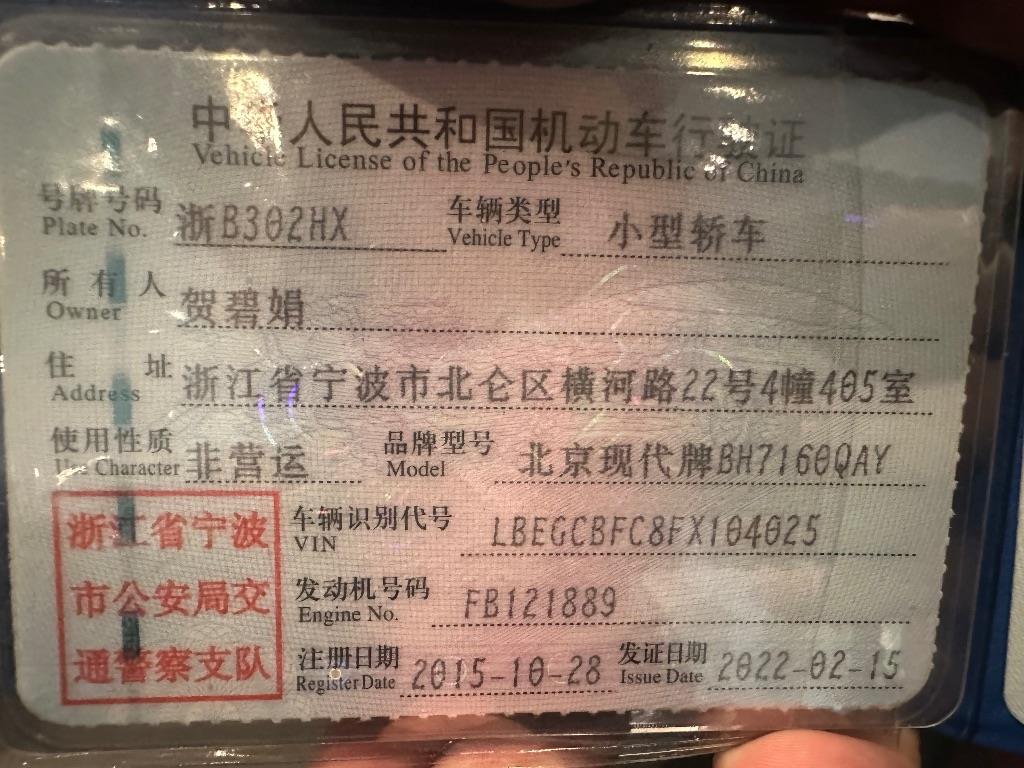 中华人民共和国机动车行驶证
Vehicle License of the People's Republic of China
号牌号码 浙B302HX 车辆类型 小型轿车
Plate No. Vehicle Type
所有人 贺碧娟
Owner
住址 浙江省宁波市北仑区横河路22号4幢405室
Address
使用性质 非营运 品牌型号 北京现代牌BH7160QAY
Use Character Model
车辆识别代号 LBEGCBFC8FX104025
VIN
发动机号码 FB121889
Engine No.
注册日期 2015-10-28 发证日期 2022-02-15
Register Date Issue Date
浙江省宁波
市公安局交
通警察支队